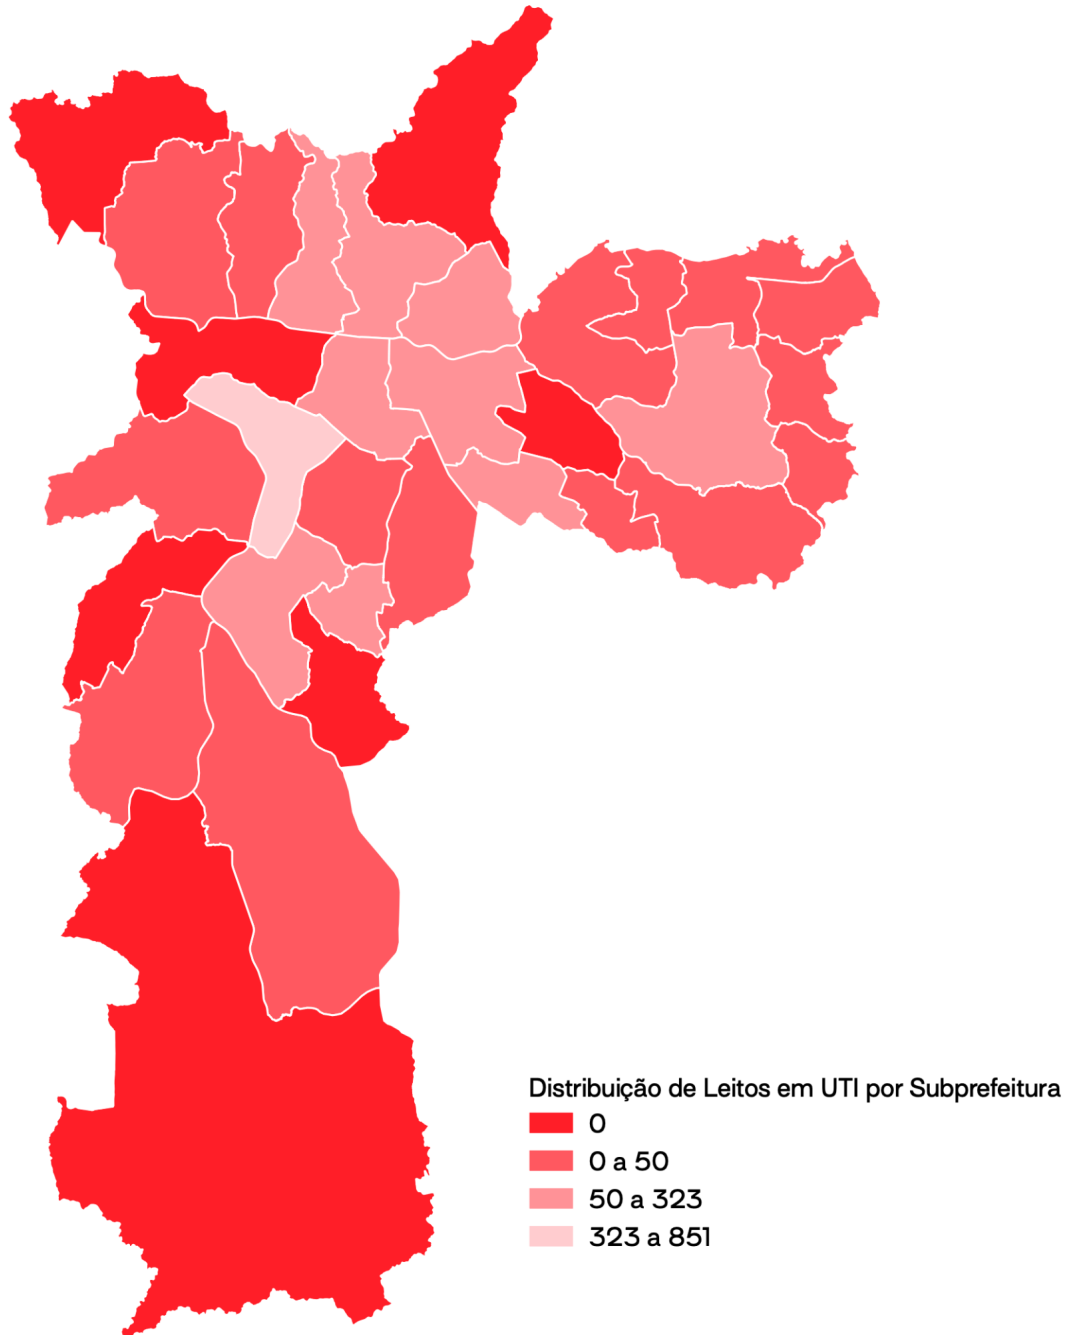 Distribuição de Leitos em UTI por Subprefeitura
0
0 a 50
50 a 323
323 a 851